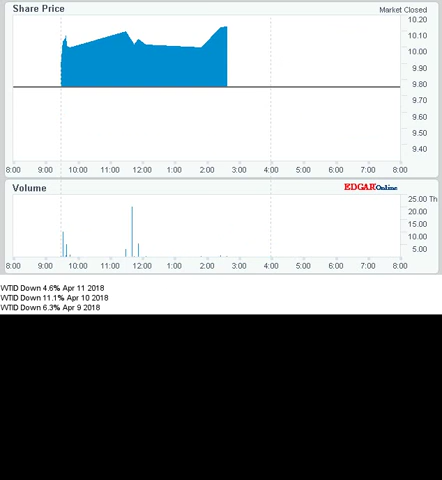 Share Price
Market Closed
10.20
10.10
10.00
9.90
9.80
9.70
9.60
9.50
9.40
8:00 9:00 10:00 11:00 12:00 1:00 2:00 3:00 4:00 5:00 6:00 7:00 8:00
Volume
EDGAROnline
25.00 Th
20.00
15.00
10.00
5.00
8:00 9:00 10:00 11:00 12:00 1:00 2:00 3:00 4:00 5:00 6:00 7:00 8:00
WTID Down 4.6% Apr 11 2018
WTID Down 11.1% Apr 10 2018
WTID Down 6.3% Apr 9 2018